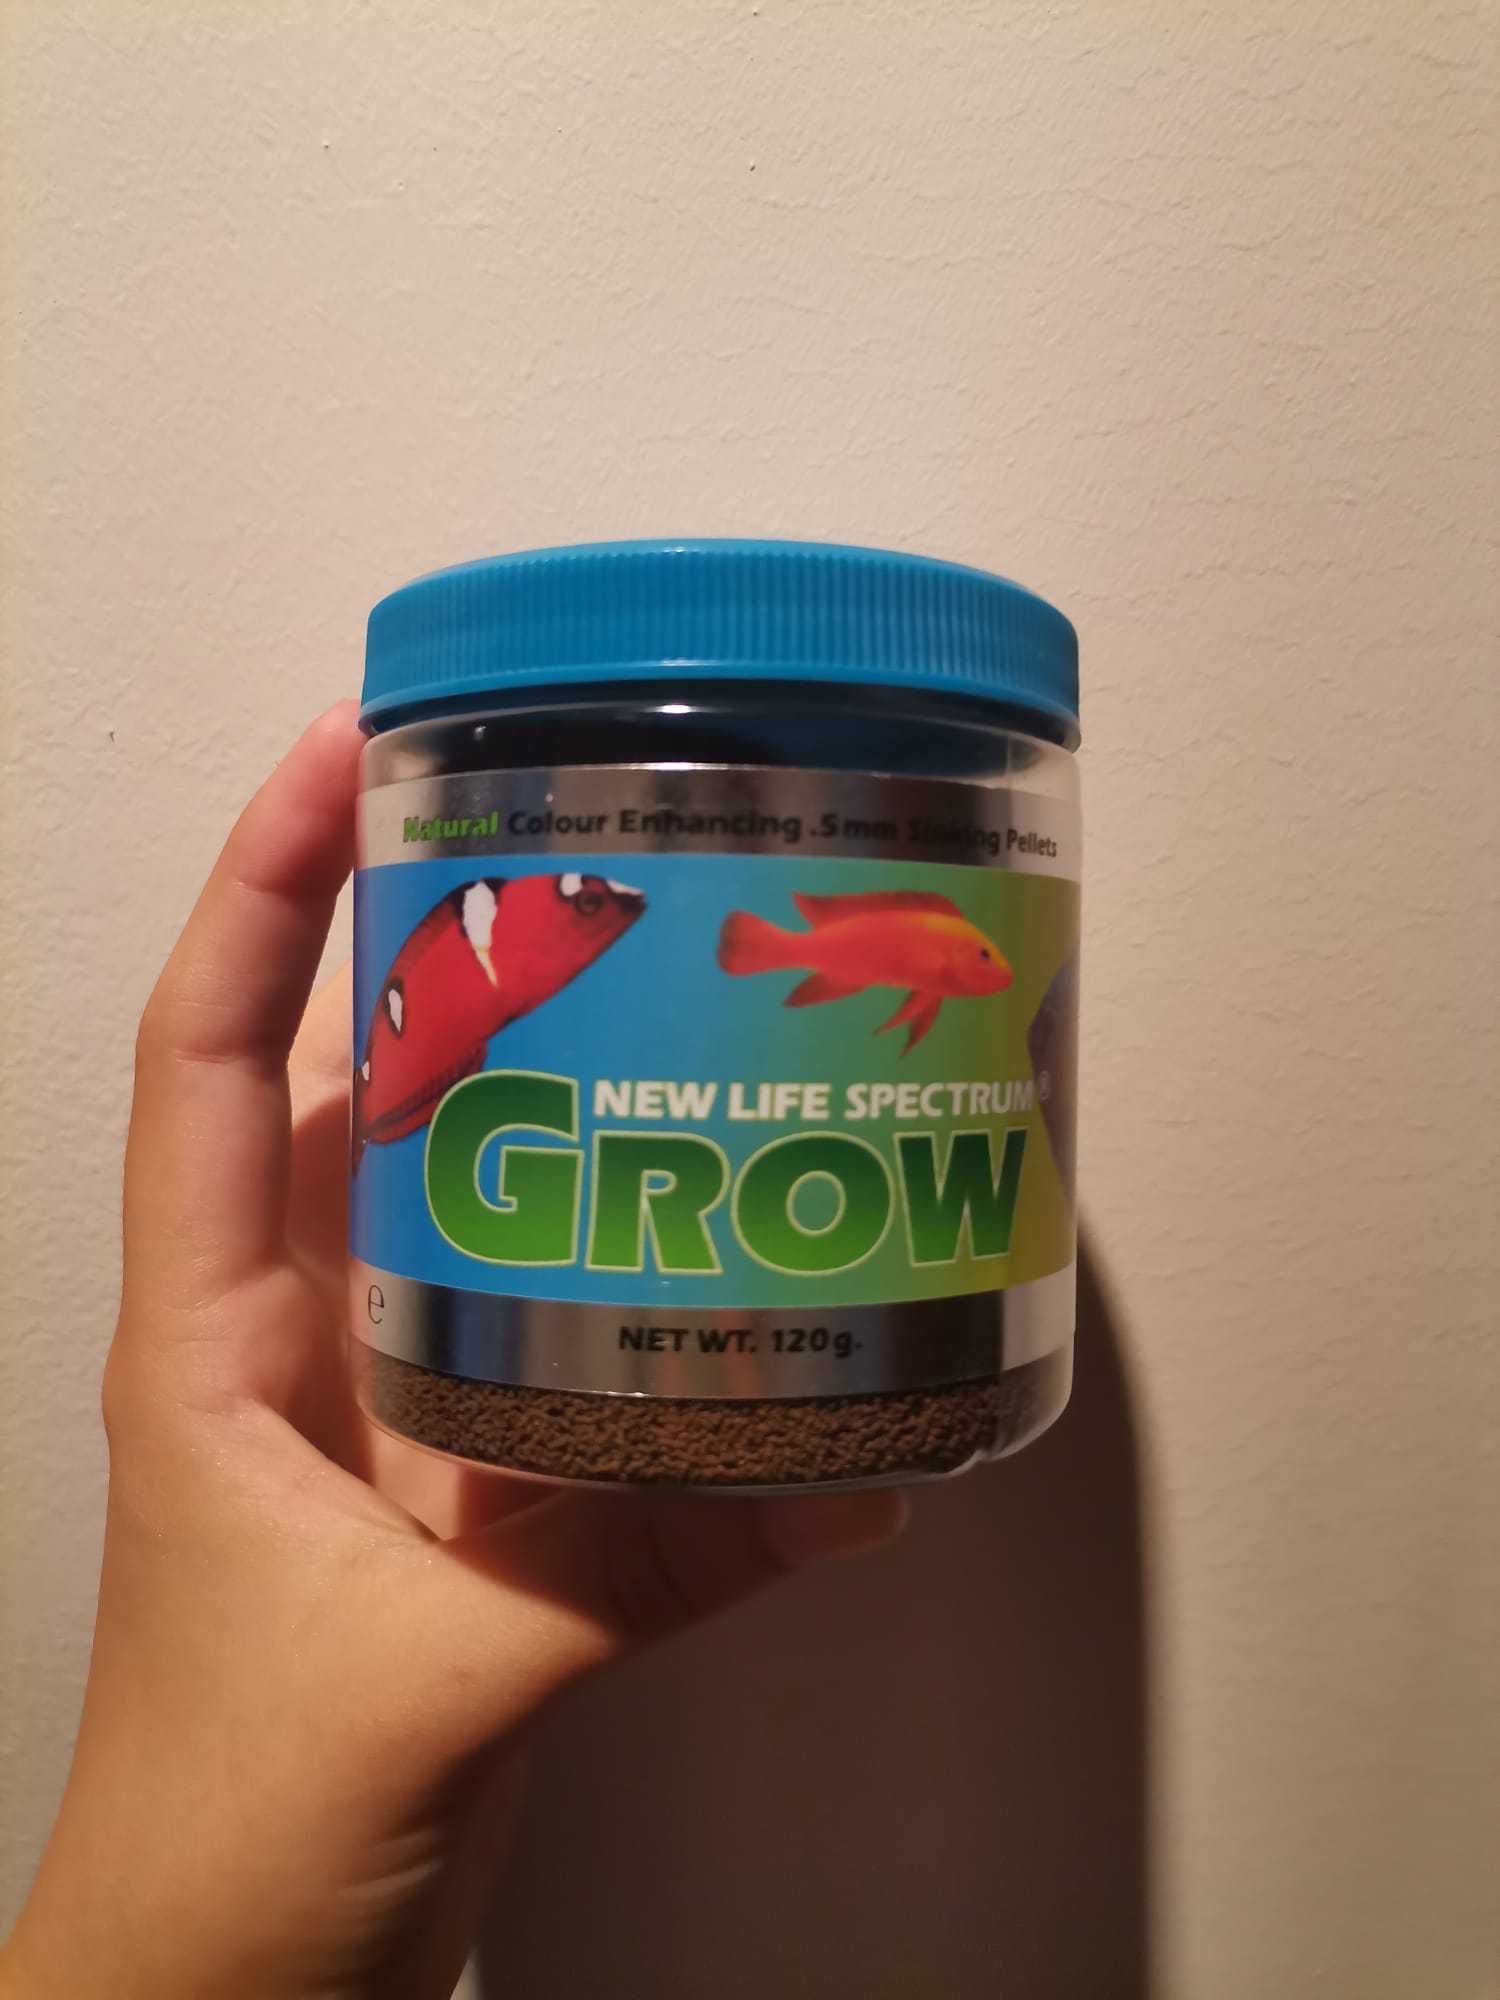 Natural Colour Enhancing .5mm Sinking Pellets
NEW LIFE SPECTRUM®
GROW
e
NET WT. 120g.